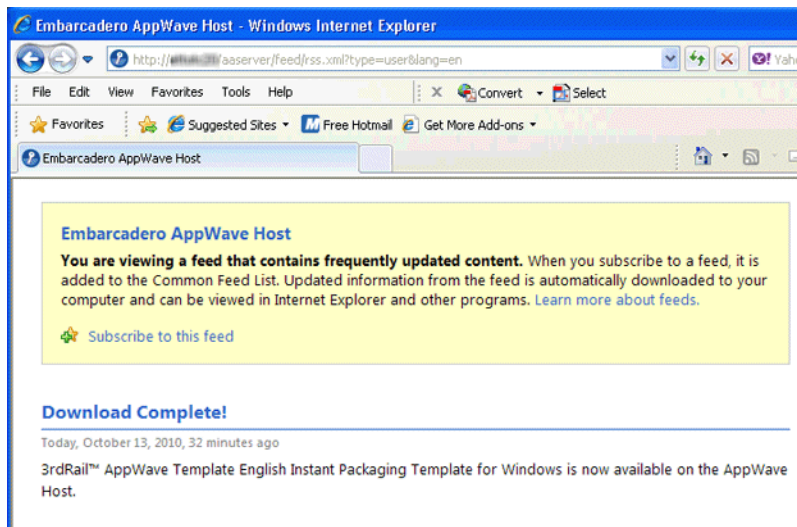 Embarcadero AppWave Host - Windows Internet Explorer
http:// /aaserver/feed/rss.xml?type=user&lang=en
File Edit View Favorites Tools Help Convert Select
Favorites Suggested Sites Free Hotmail Get More Add-ons
Embarcadero AppWave Host
Embarcadero AppWave Host
You are viewing a feed that contains frequently updated content. When you subscribe to a feed, it is
added to the Common Feed List. Updated information from the feed is automatically downloaded to your
computer and can be viewed in Internet Explorer and other programs. Learn more about feeds.
Subscribe to this feed
Download Complete!
Today, October 13, 2010, 32 minutes ago
3rdRail™ AppWave Template English Instant Packaging Template for Windows is now available on the AppWave
Host.